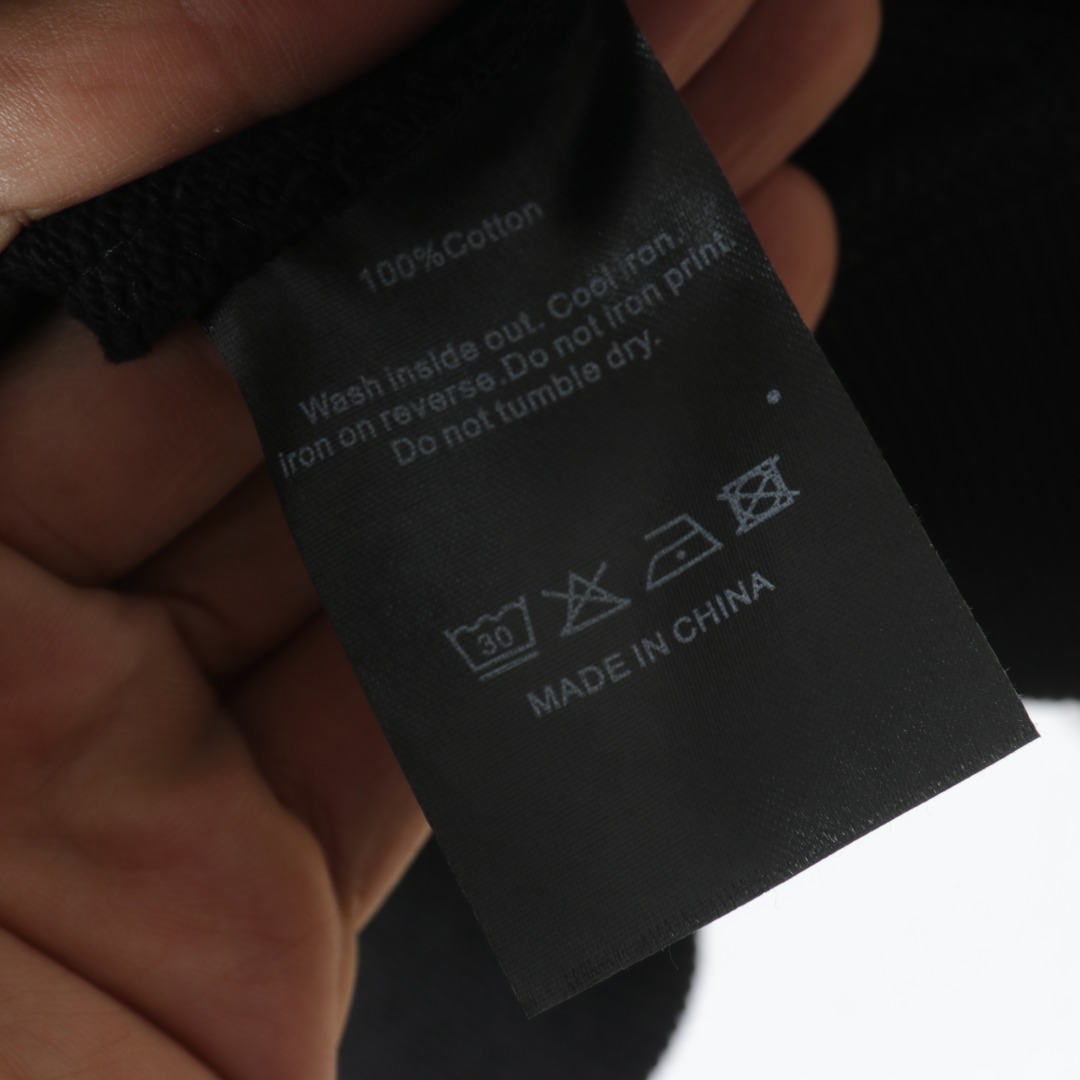 100%Cotton
Wash inside out. Cool iron.
iron on reverse.Do not iron print.
Do not tumble dry.
30
MADE IN CHINA